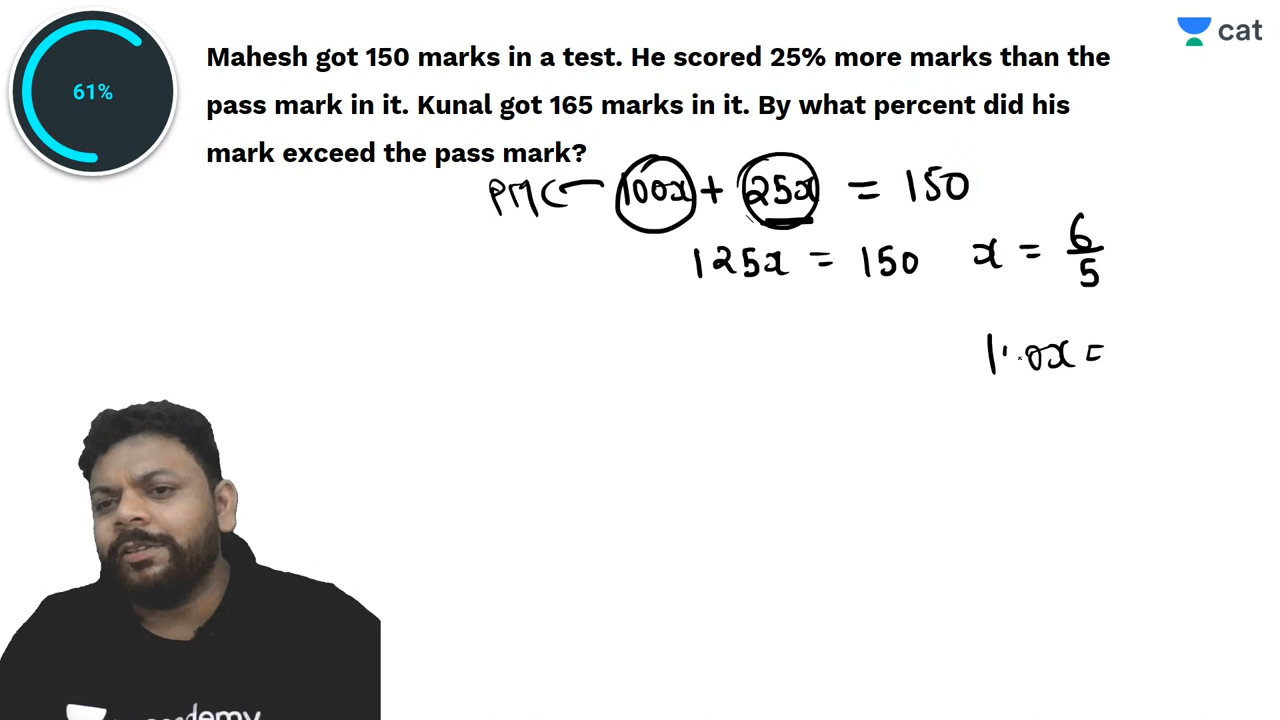 cat
61%
Mahesh got 150 marks in a test. He scored 25% more marks than the
pass mark in it. Kunal got 165 marks in it. By what percent did his
mark exceed the pass mark?
PM ← 100x + 25x = 150
125x = 150 x = 6/5
100x =